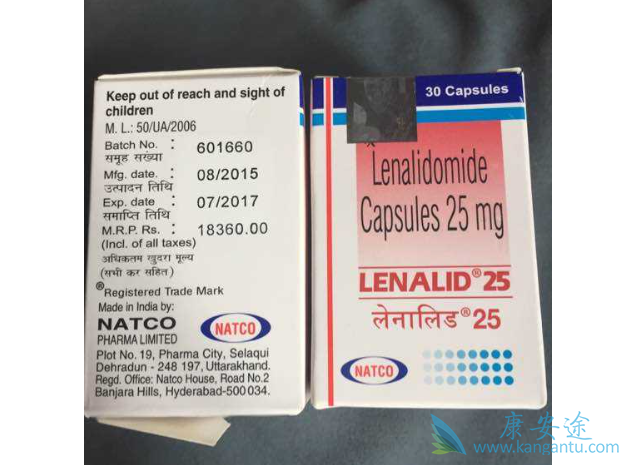 Keep out of reach and sight of
children
M. L.: 50/UA/2006
Batch No. : 601660
समूह संख्या
Mfg. date. : 08/2015
उत्पादन तिथि
Exp. date : 07/2017
समाप्ति तिथि
M.R.P. Rs. : 18360.00
(Incl. of all taxes)
अधिकतम खुदरा मूल्य
(सभी कर सहित)
®Registered Trade Mark
Made in India by:
NATCO
PHARMA LIMITED
NATCO
Plot No. 19, Pharma City, Selaqui
Dehradun - 248 197, Uttarakhand.
Regd. Office: Natco House, Road No.2
Banjara Hills, Hyderabad-500 034.
30 Capsules
Lenalidomide
Capsules 25 mg
LENALID® 25
लेनालिड® 25
NATCO
康安途
www.kangantu.com